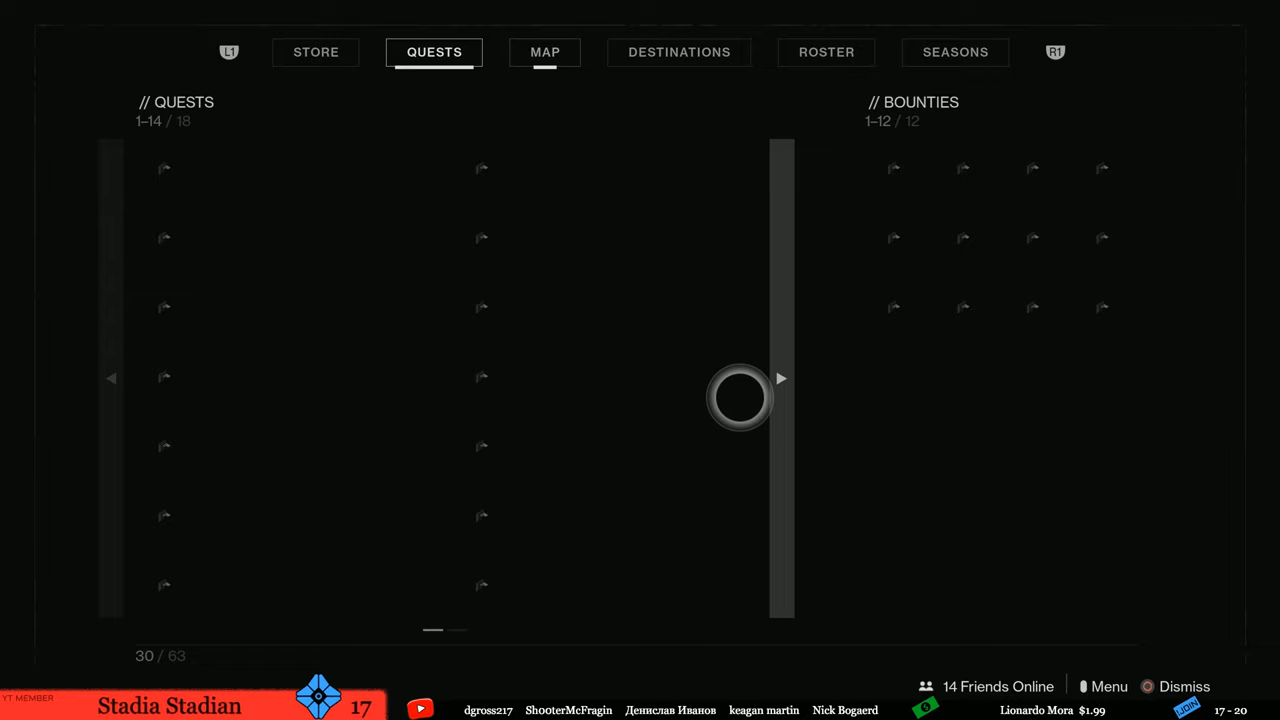 L1 STORE QUESTS MAP DESTINATIONS ROSTER SEASONS R1
// QUESTS
1–14 / 18
// BOUNTIES
1–12 / 12
30 / 63
14 Friends Online Menu Dismiss
YT MEMBER
Stadia Stadian 17
dgross217 ShooterMcFragin Денислав Иванов keagan martin Nick Bogaerd
$
Lionardo Mora $1.99
JOIN
17 - 20